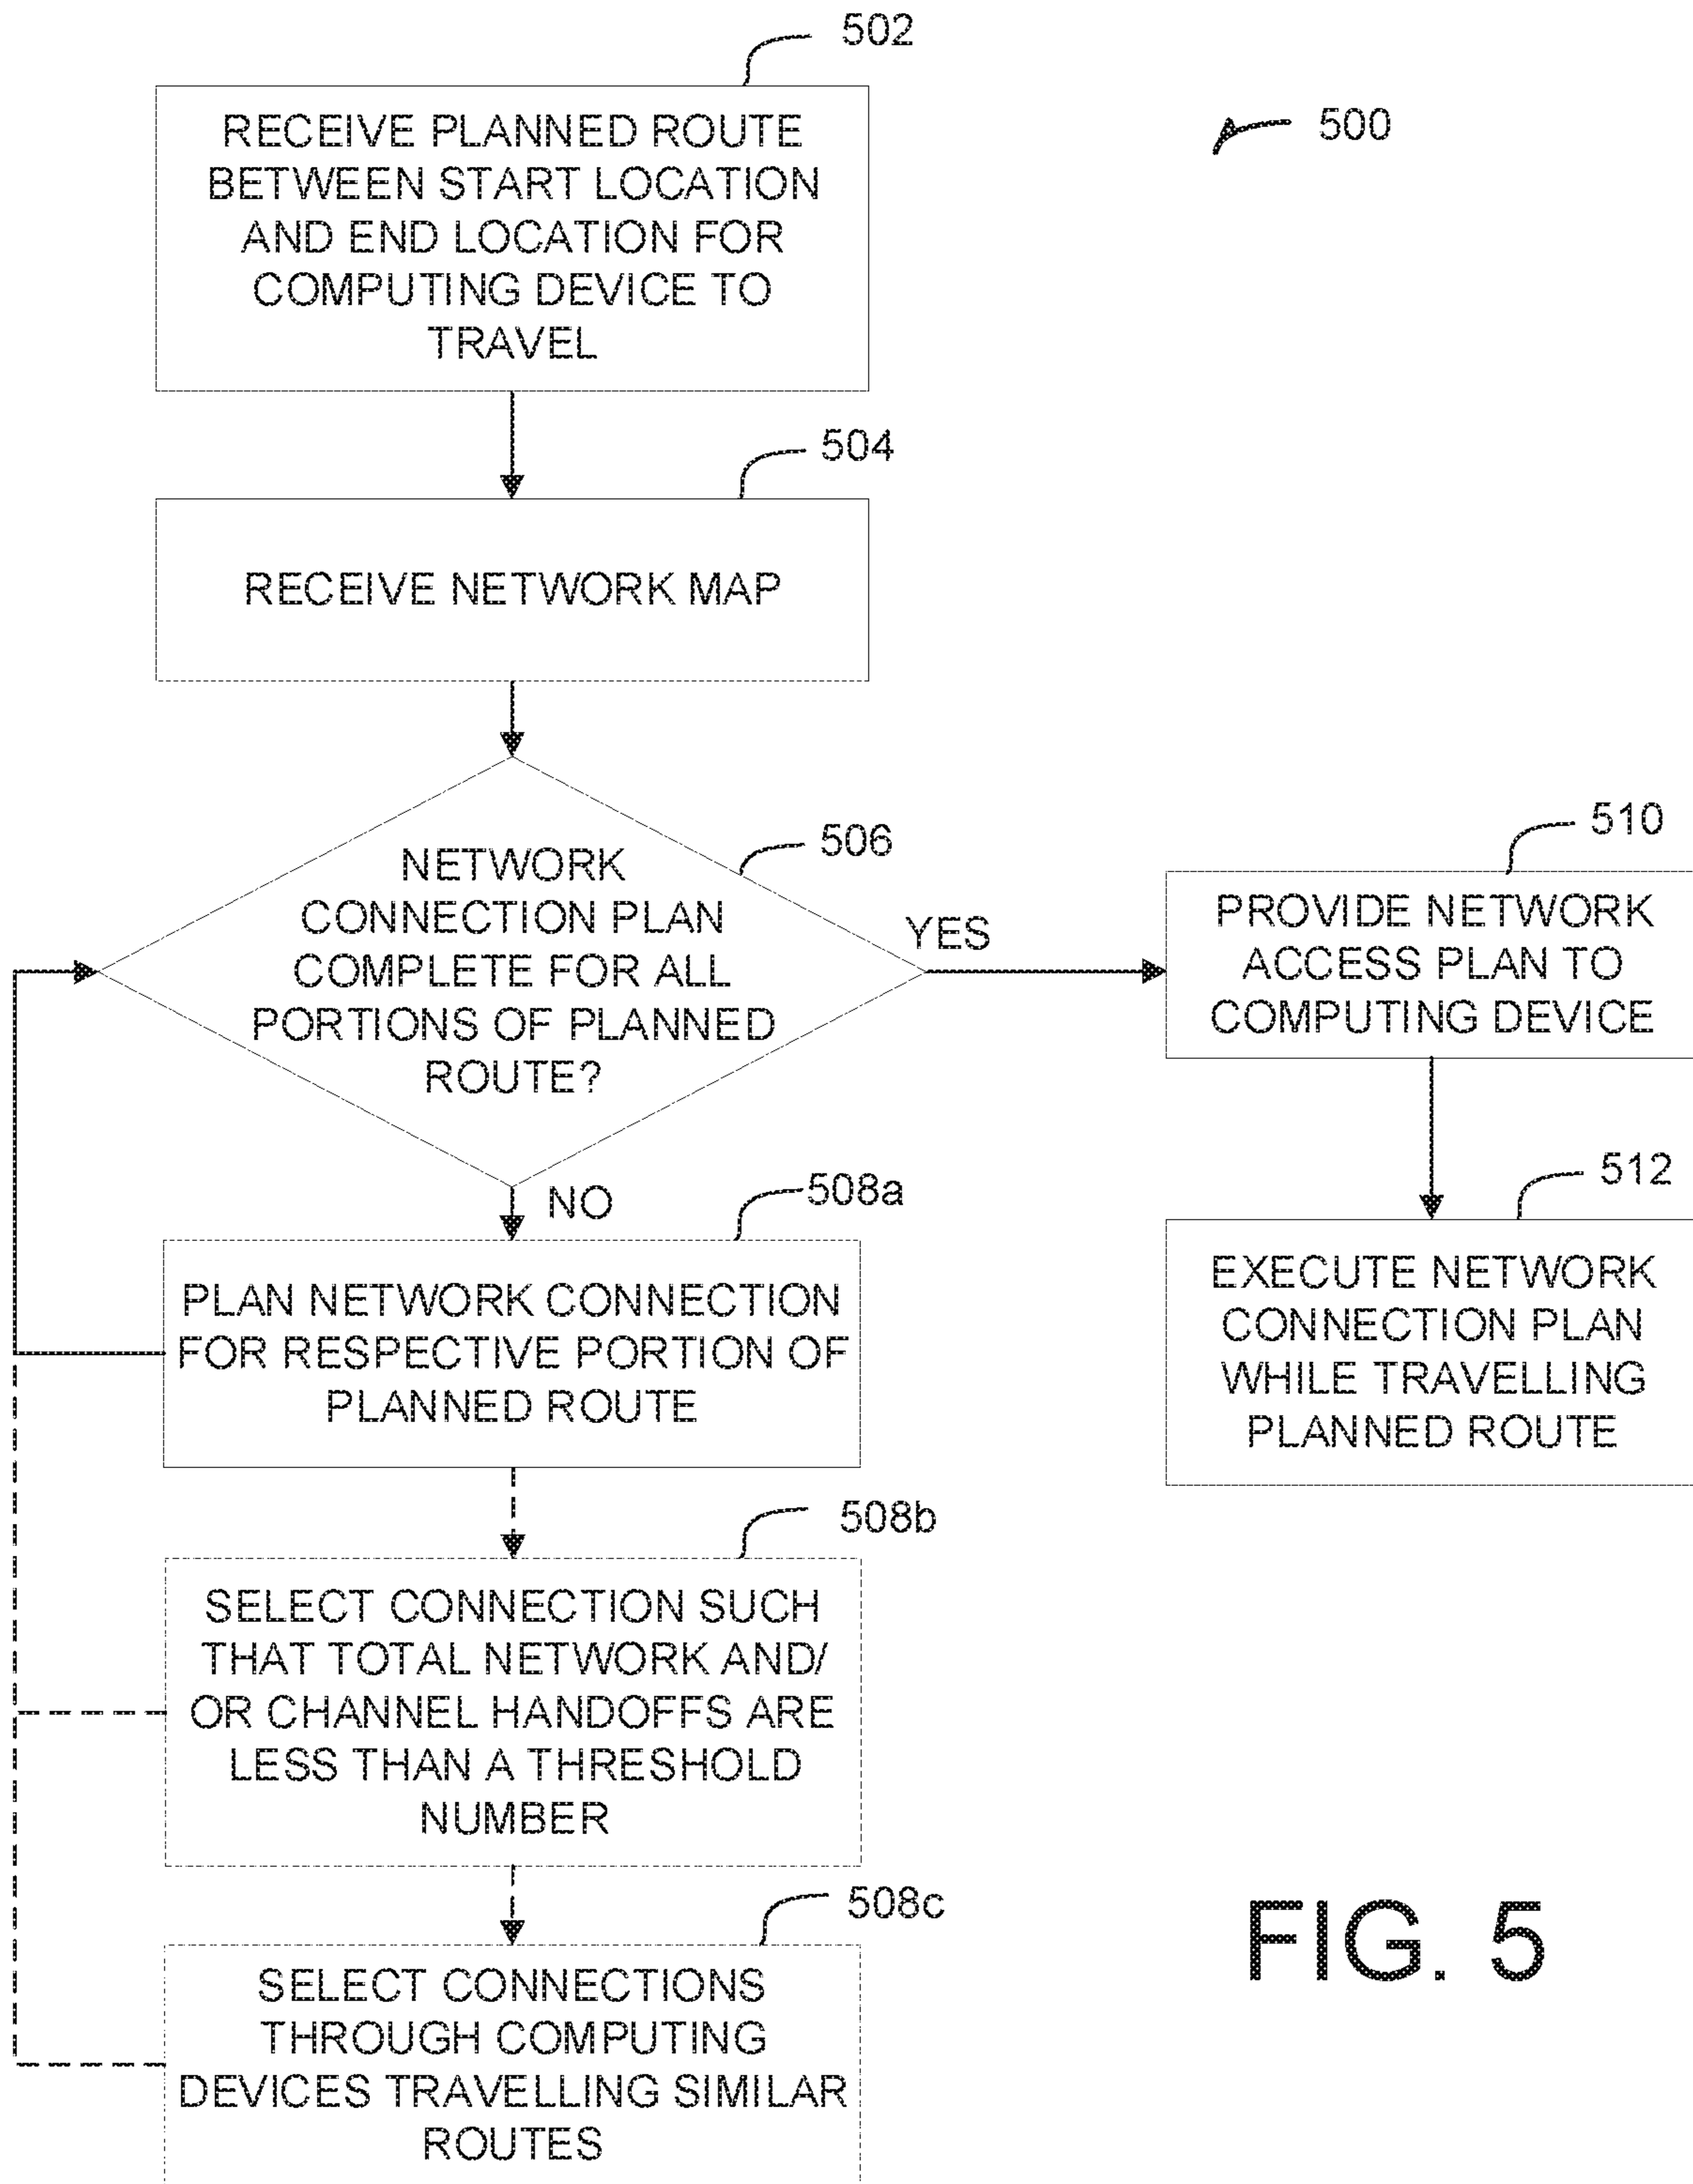 502
500
RECEIVE PLANNED ROUTE
BETWEEN START LOCATION
AND END LOCATION FOR
COMPUTING DEVICE TO
TRAVEL
504
RECEIVE NETWORK MAP
506
NETWORK
CONNECTION PLAN
COMPLETE FOR ALL
PORTIONS OF PLANNED
ROUTE?
YES
NO
510
PROVIDE NETWORK
ACCESS PLAN TO
COMPUTING DEVICE
512
EXECUTE NETWORK
CONNECTION PLAN
WHILE TRAVELLING
PLANNED ROUTE
508a
PLAN NETWORK CONNECTION
FOR RESPECTIVE PORTION OF
PLANNED ROUTE
508b
SELECT CONNECTION SUCH
THAT TOTAL NETWORK AND/
OR CHANNEL HANDOFFS ARE
LESS THAN A THRESHOLD
NUMBER
508c
SELECT CONNECTIONS
THROUGH COMPUTING
DEVICES TRAVELLING SIMILAR
ROUTES
FIG. 5